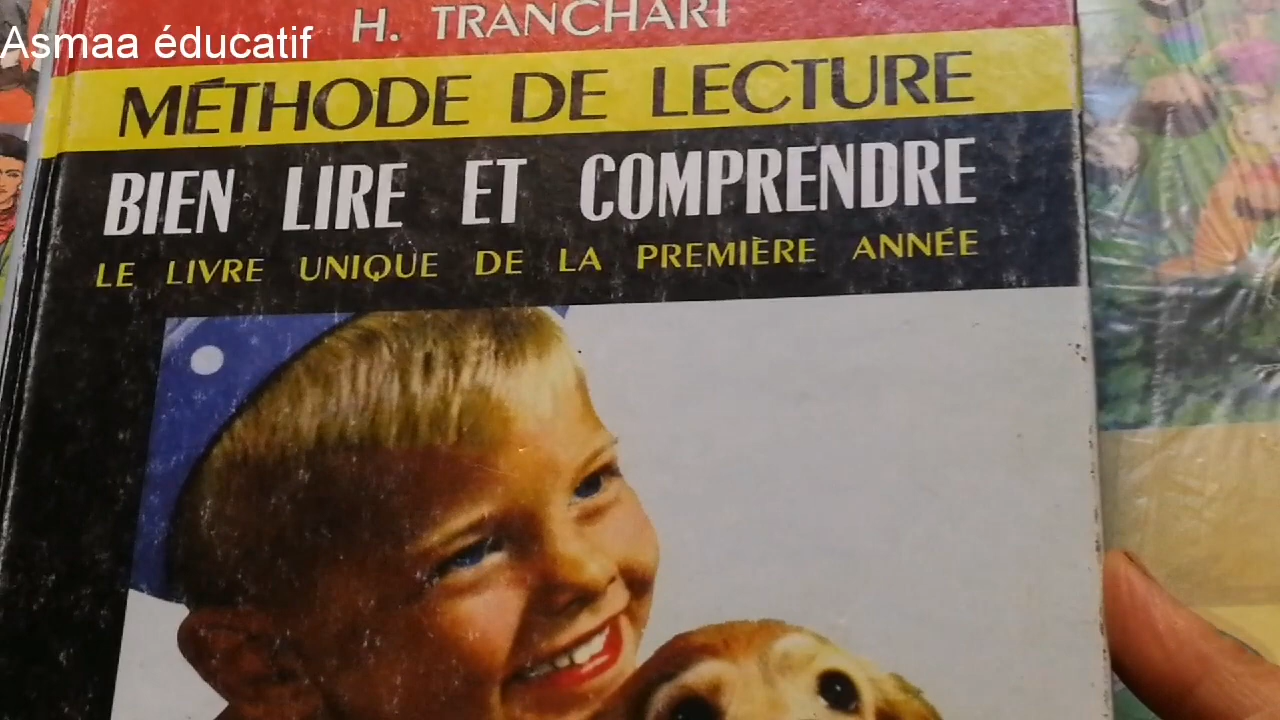 H. TRANCHART
Asmaa éducatif
MÉTHODE DE LECTURE
BIEN LIRE ET COMPRENDRE
LE LIVRE UNIQUE DE LA PREMIÈRE ANNÉE